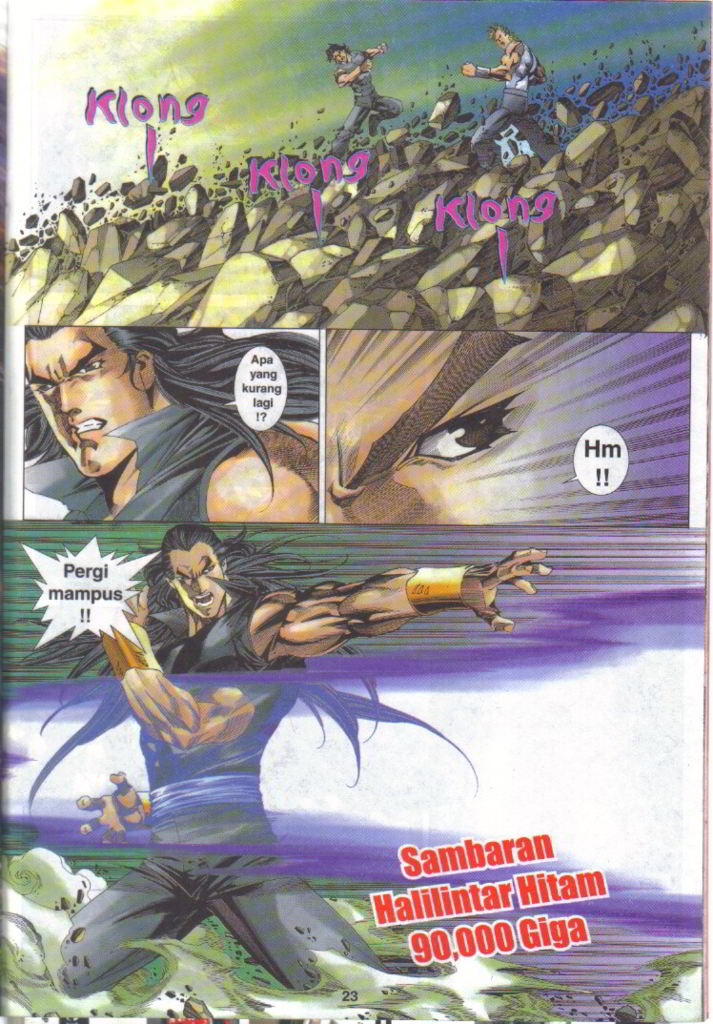 Klong
Klong
Klong
Apa
yang
kurang
lagi
!?
Hm
!!
Pergi
mampus
!!
Sambaran
Halilintar Hitam
90,000 Giga
23